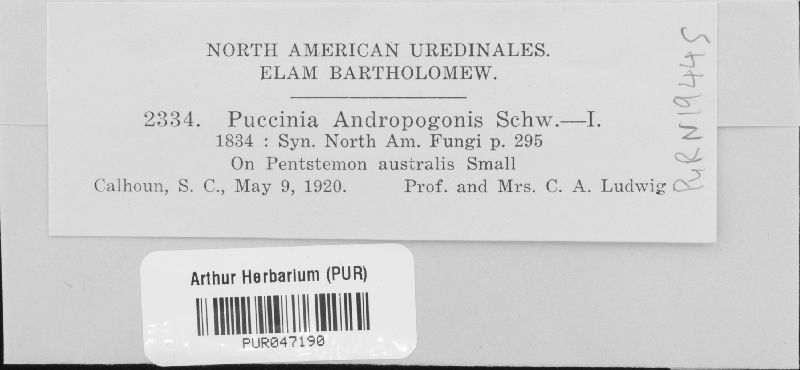 NORTH AMERICAN UREDINALES.
ELAM BARTHOLOMEW.
2334. Puccinia Andropogonis Schw.—I.
1834 : Syn. North Am. Fungi p. 295
On Pentstemon australis Small
Calhoun, S. C., May 9, 1920. Prof. and Mrs. C. A. Ludwig
PUR N19445
Arthur Herbarium (PUR)
PUR047190